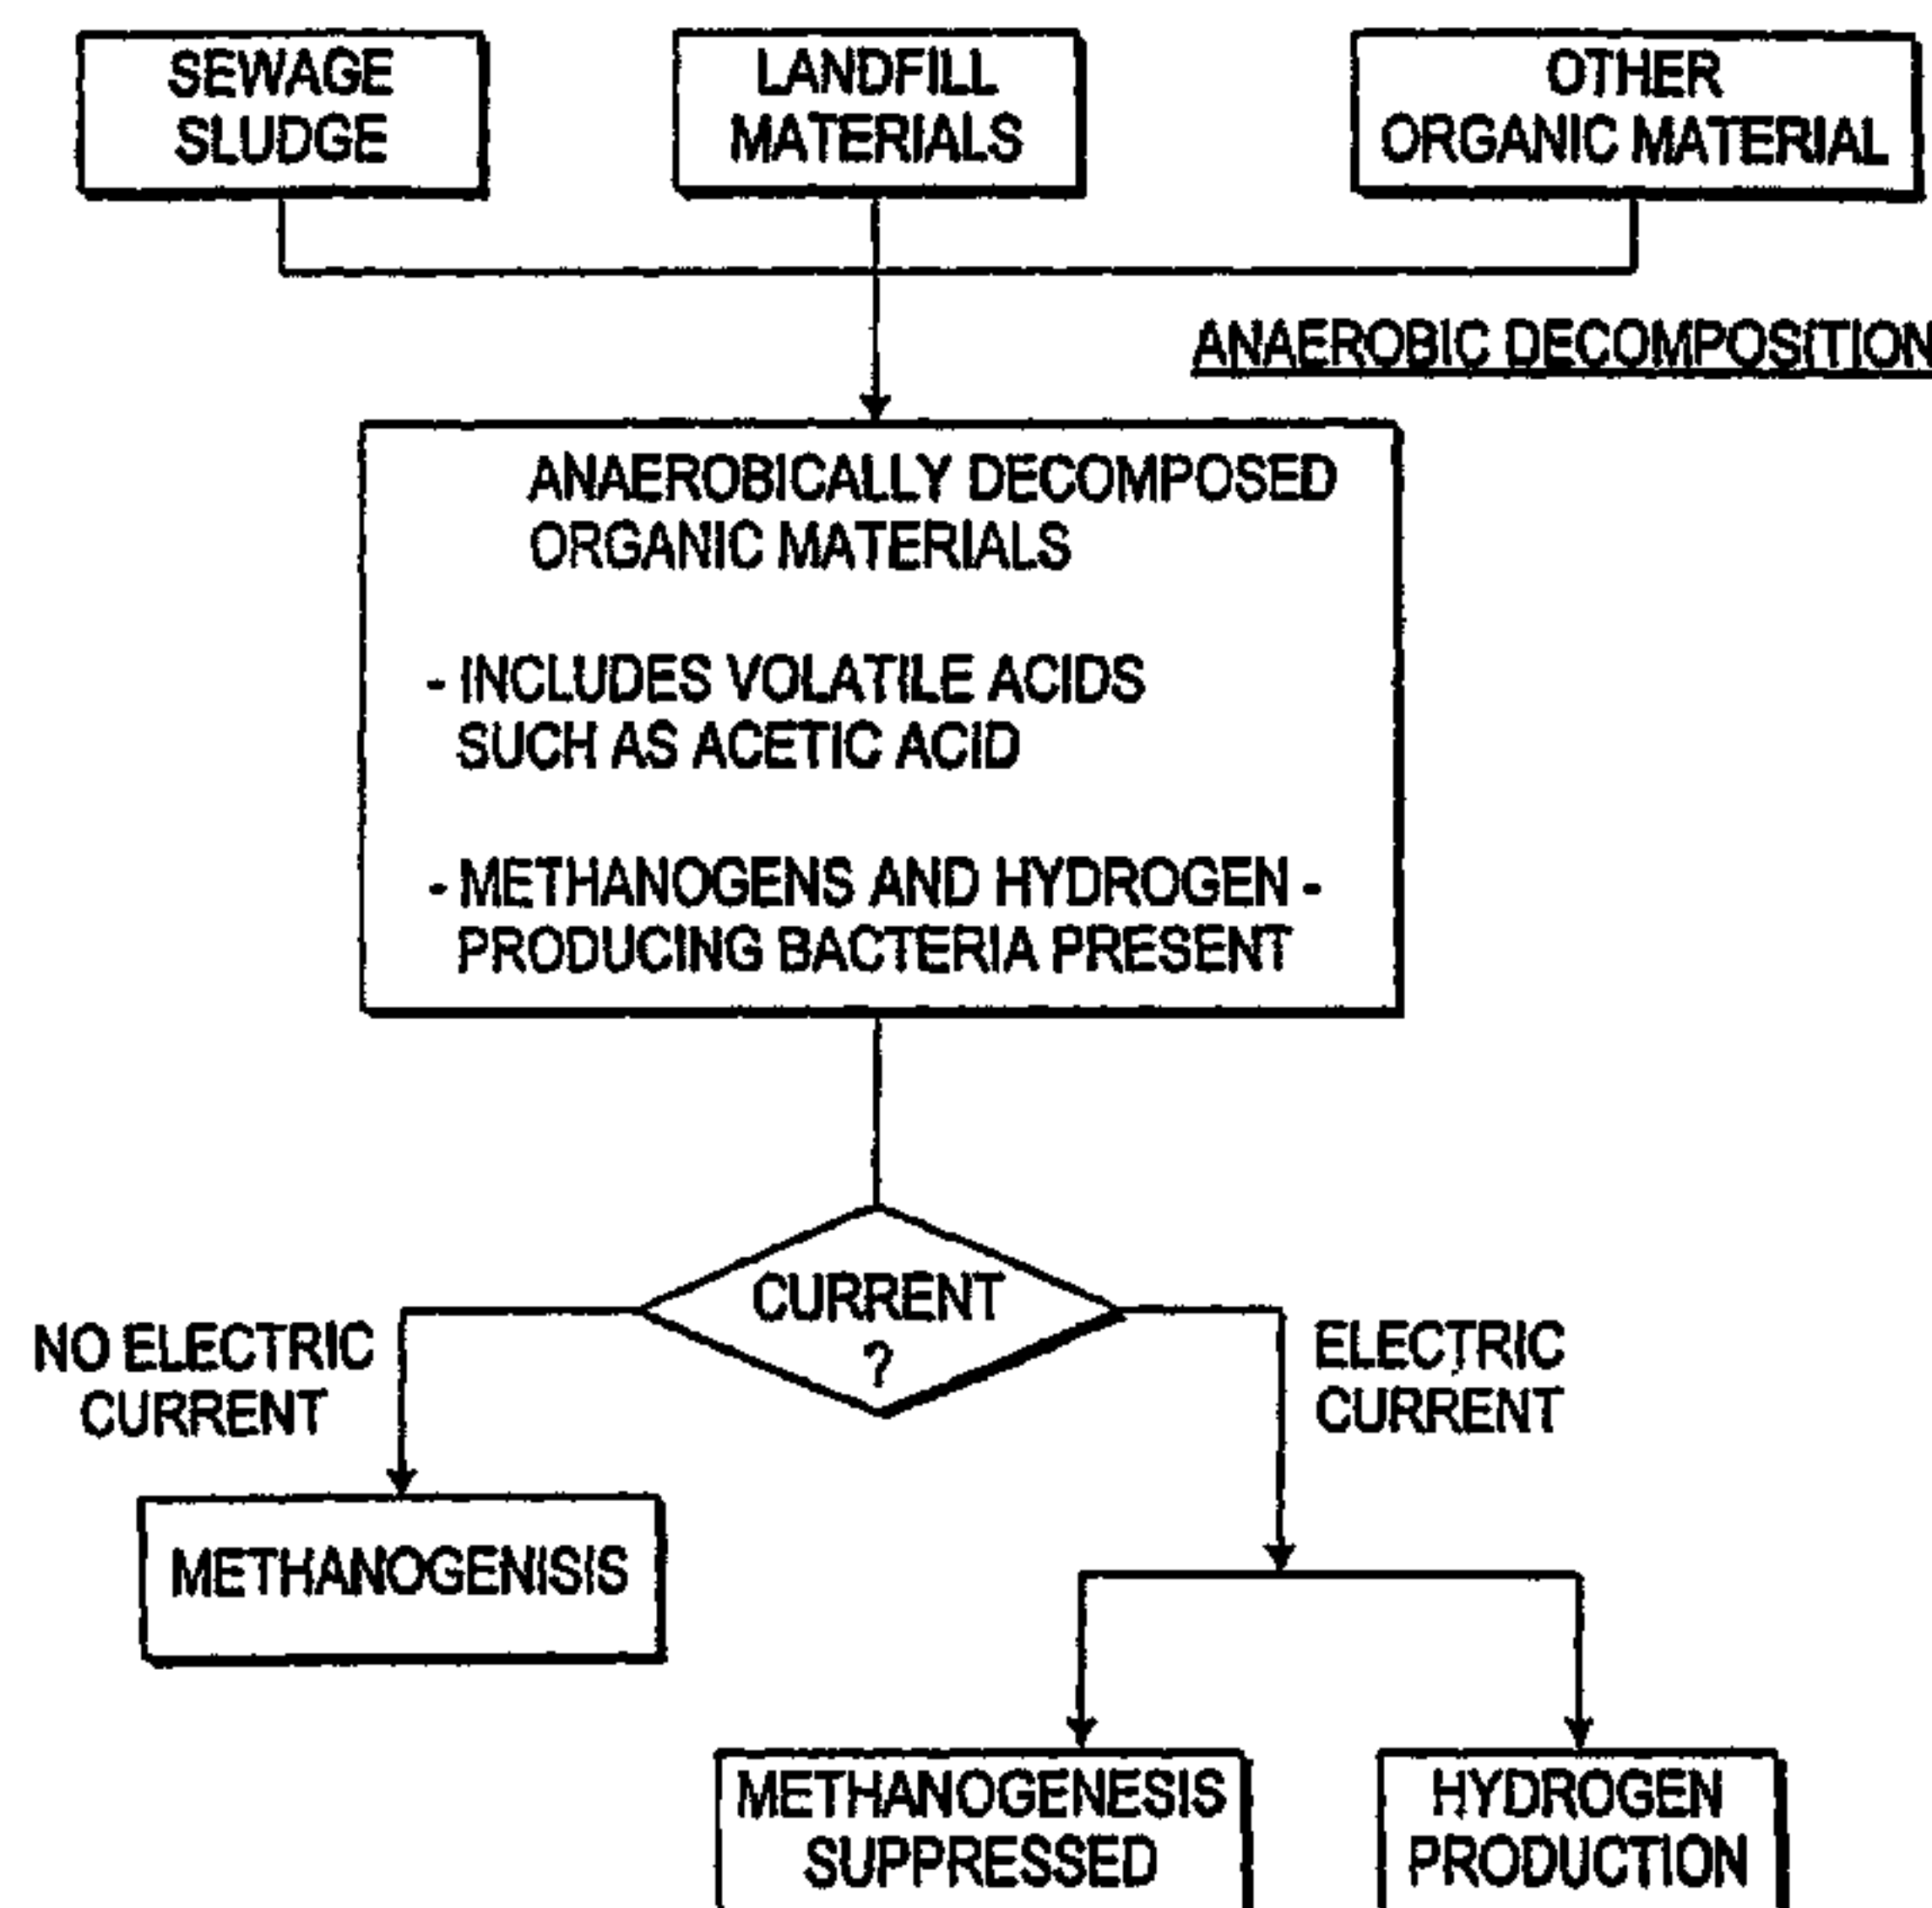 SEWAGE
SLUDGE
LANDFILL
MATERIALS
OTHER
ORGANIC MATERIAL
ANAEROBIC DECOMPOSITION
ANAEROBICALLY DECOMPOSED
ORGANIC MATERIALS
- INCLUDES VOLATILE ACIDS
SUCH AS ACETIC ACID
- METHANOGENS AND HYDROGEN -
PRODUCING BACTERIA PRESENT
CURRENT
?
NO ELECTRIC
CURRENT
ELECTRIC
CURRENT
METHANOGENISIS
METHANOGENESIS
SUPPRESSED
HYDROGEN
PRODUCTION